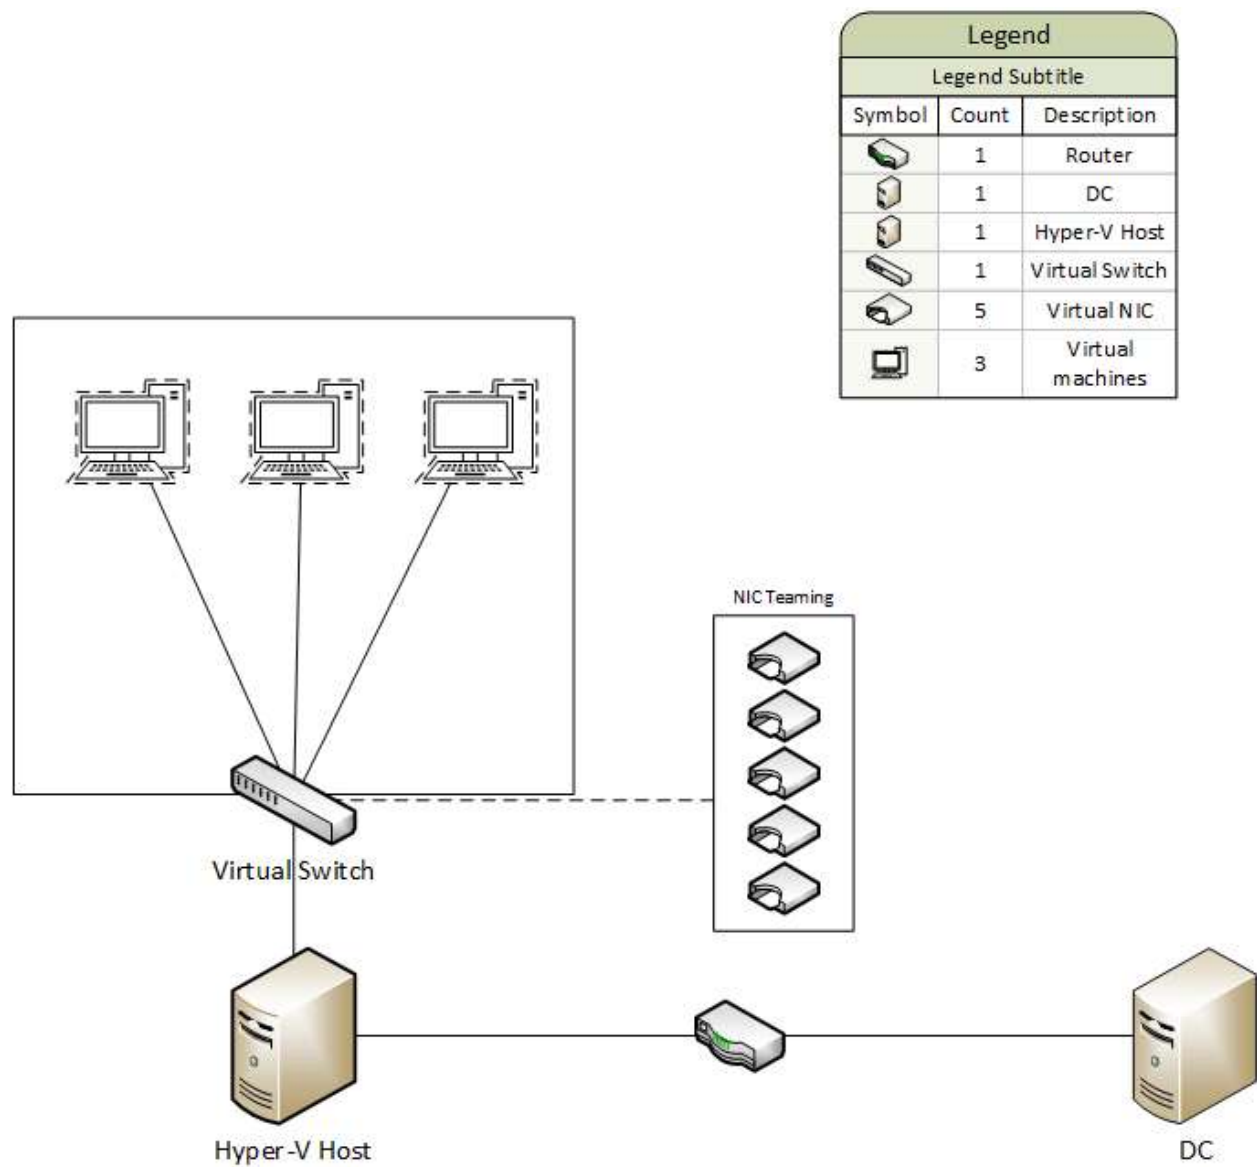 Legend
Legend Subtitle
Symbol Count Description
1 Router
1 DC
1 Hyper-V Host
1 Virtual Switch
5 Virtual NIC
3 Virtual
machines
NIC Teaming
Virtual Switch
Hyper-V Host
DC